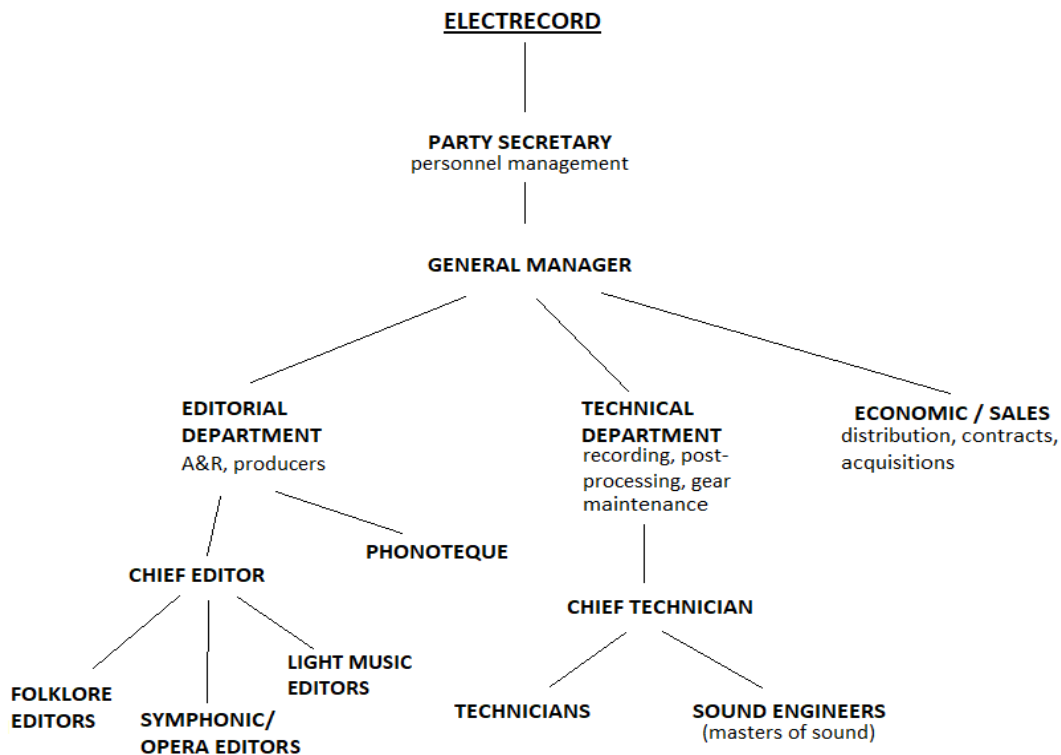 ELECTRECORD
PARTY SECRETARY
personnel management
GENERAL MANAGER
EDITORIAL
DEPARTMENT
A&R, producers
TECHNICAL
DEPARTMENT
recording, post-
processing, gear
maintenance
ECONOMIC / SALES
distribution, contracts,
acquisitions
PHONOTEQUE
CHIEF EDITOR
CHIEF TECHNICIAN
FOLKLORE
EDITORS
SYMPHONIC/
OPERA EDITORS
LIGHT MUSIC
EDITORS
TECHNICIANS
SOUND ENGINEERS
(masters of sound)